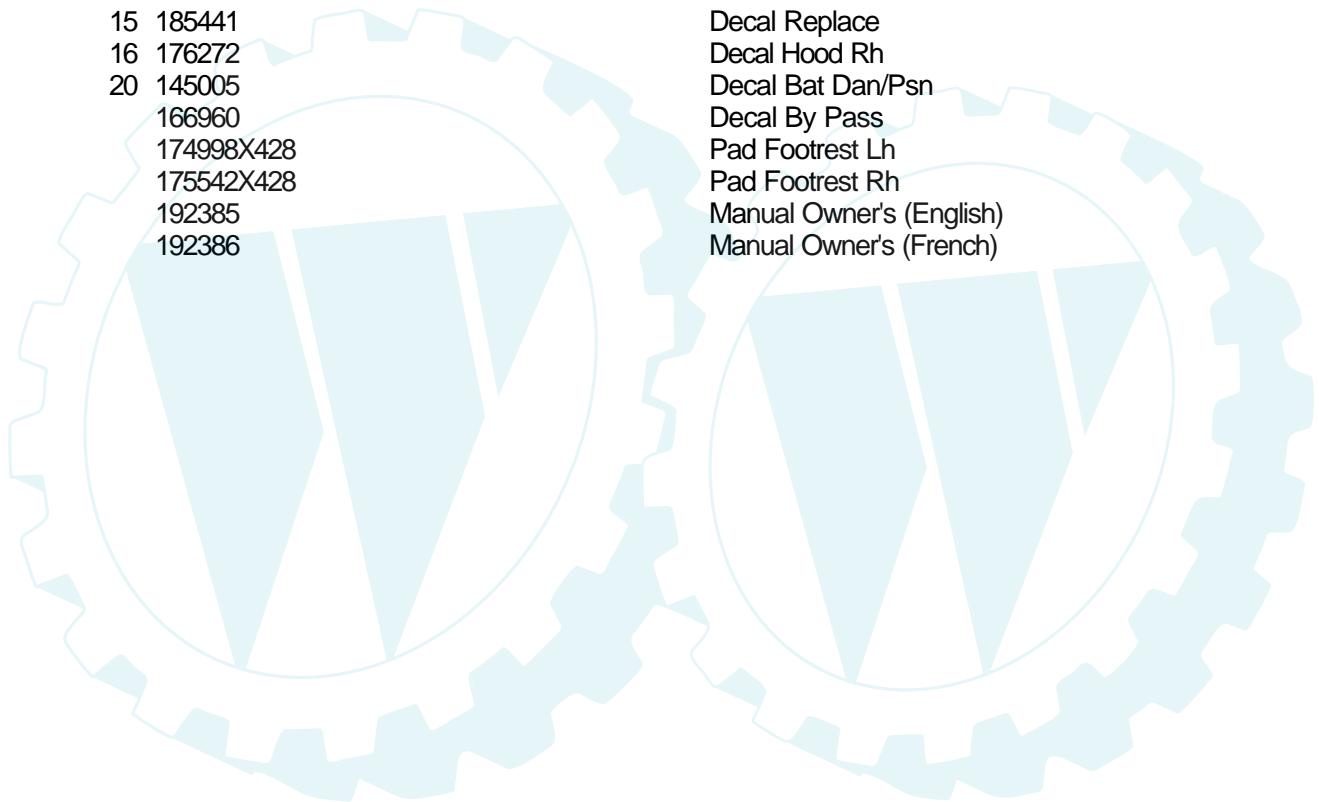 15 185441 Decal Replace
16 176272 Decal Hood Rh
20 145005 Decal Bat Dan/Psn
166960 Decal By Pass
174998X428 Pad Footrest Lh
175542X428 Pad Footrest Rh
192385 Manual Owner's (English)
192386 Manual Owner's (French)